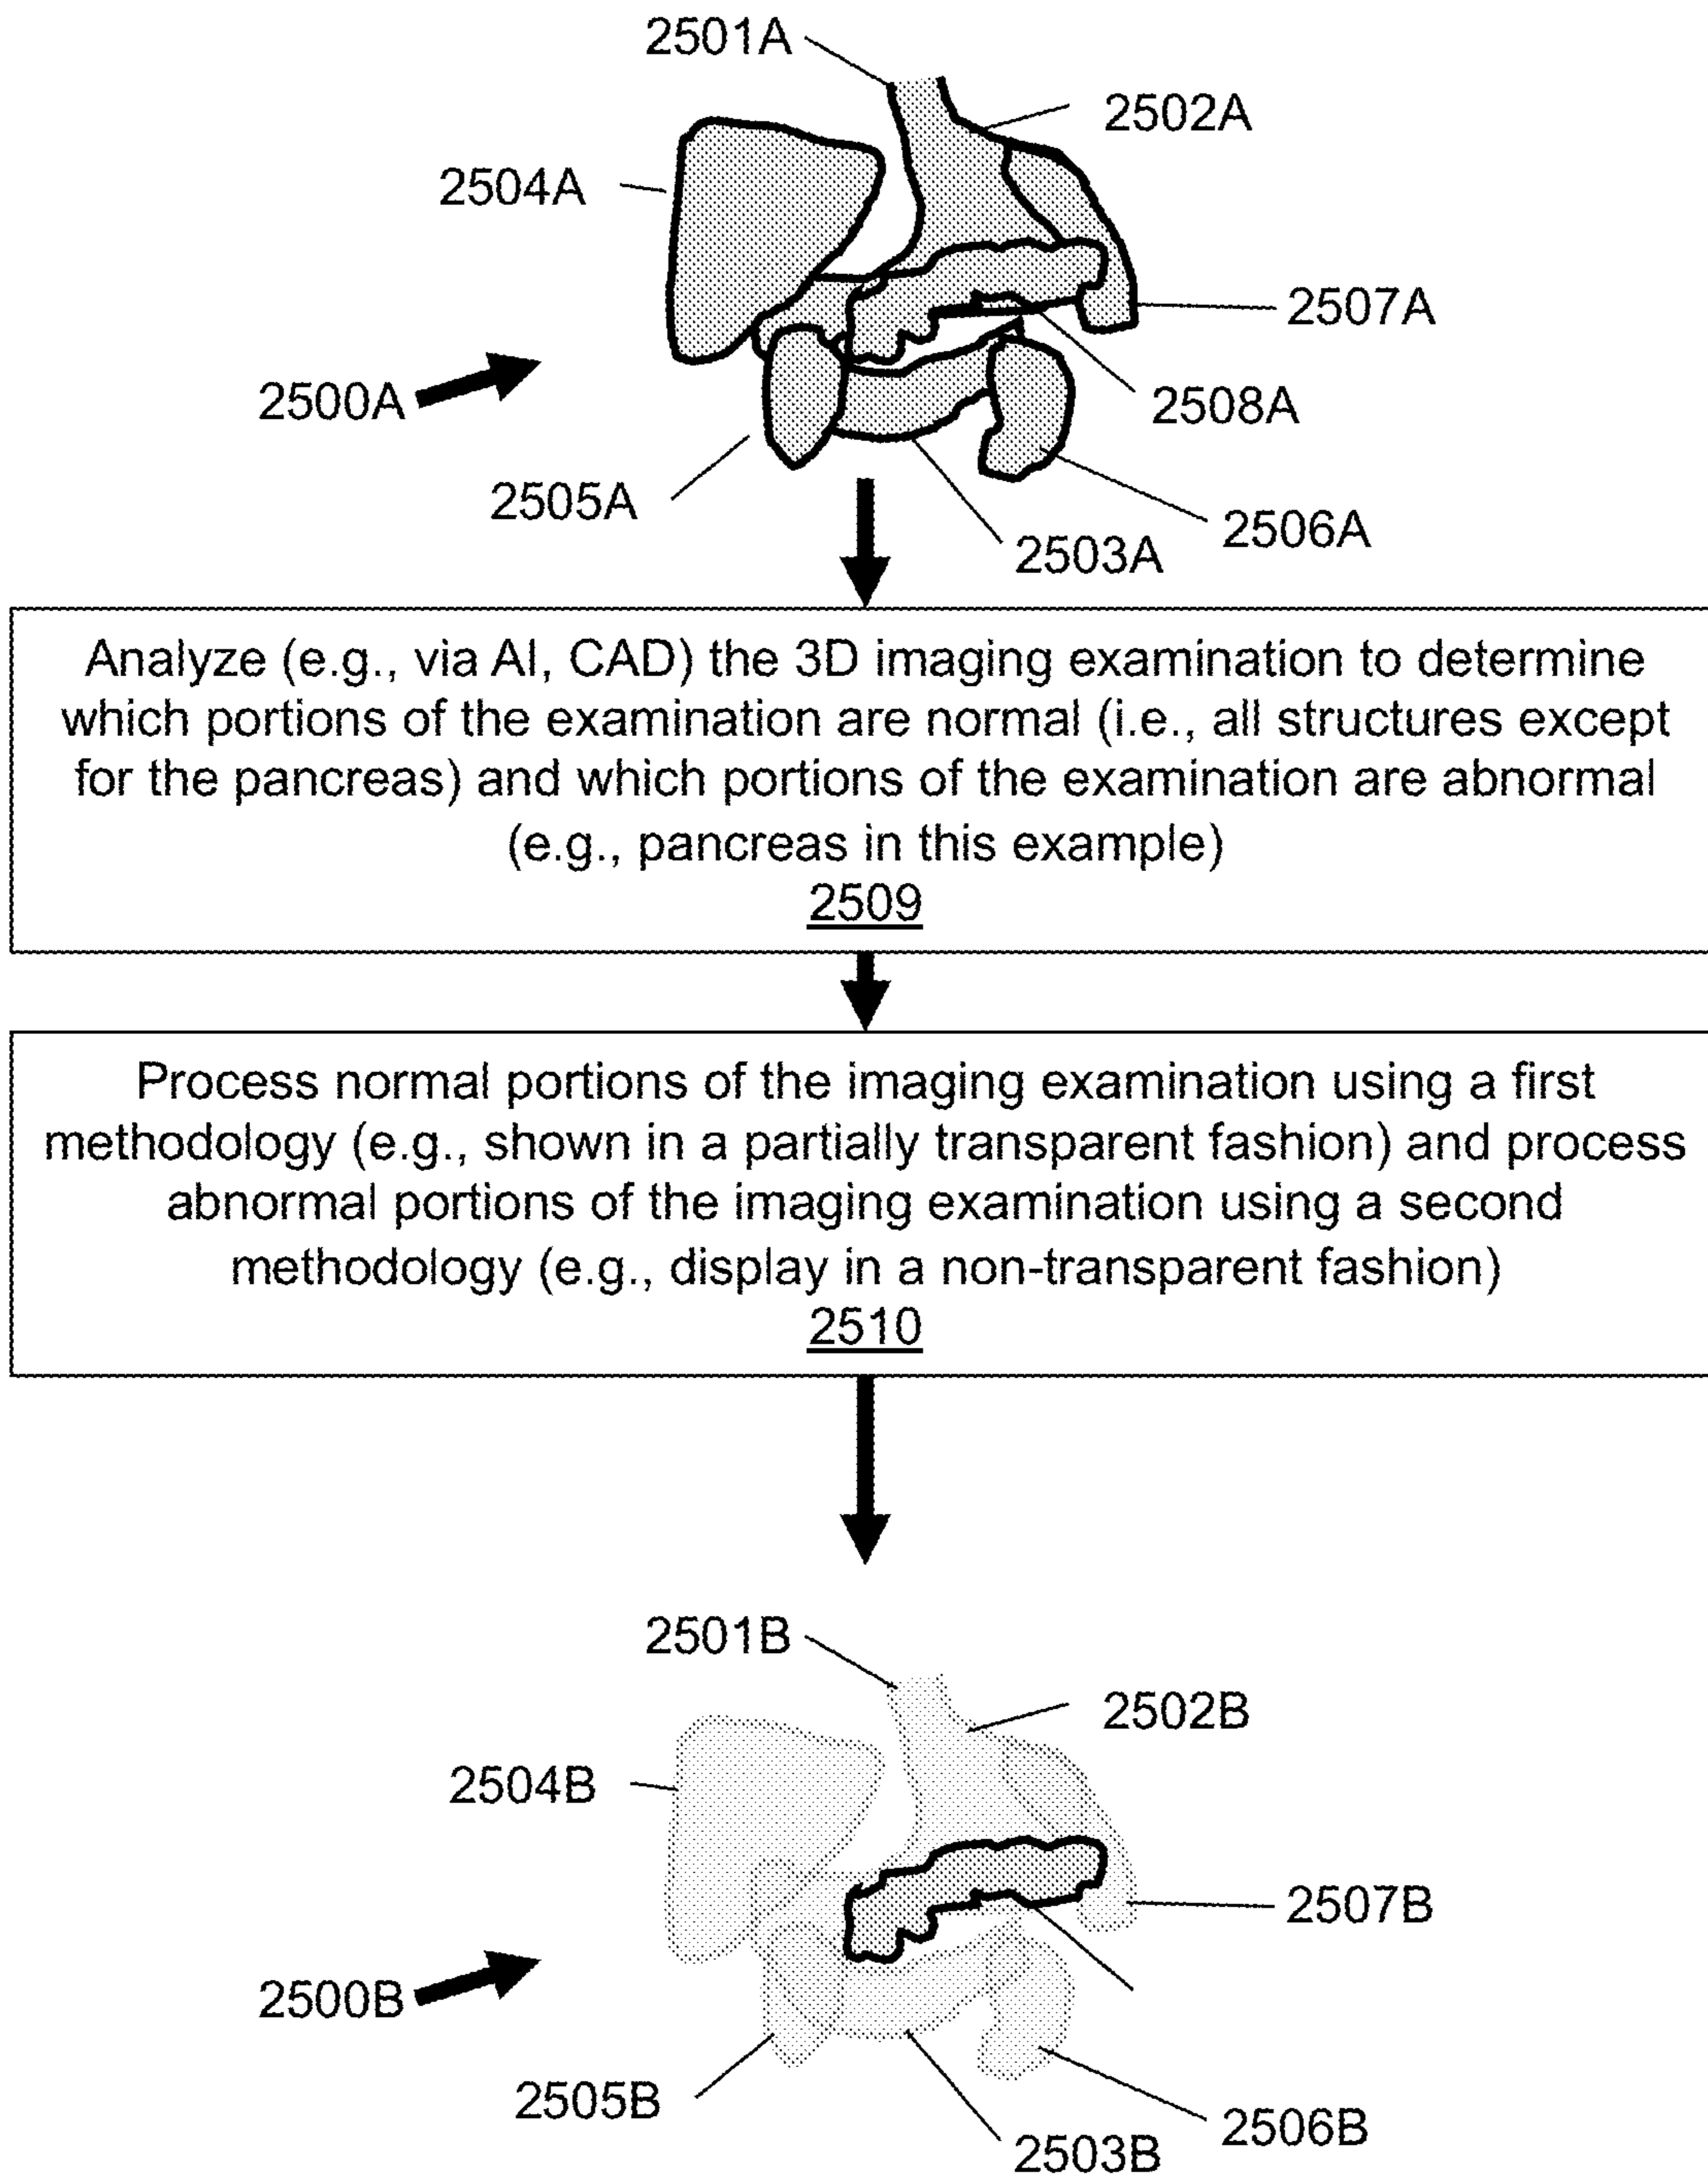 2501A
2502A
2504A
2507A
2500A
2508A
2505A
2506A
2503A
Analyze (e.g., via AI, CAD) the 3D imaging examination to determine
which portions of the examination are normal (i.e., all structures except
for the pancreas) and which portions of the examination are abnormal
(e.g., pancreas in this example)
2509
Process normal portions of the imaging examination using a first
methodology (e.g., shown in a partially transparent fashion) and process
abnormal portions of the imaging examination using a second
methodology (e.g., display in a non-transparent fashion)
2510
2501B
2502B
2504B
2507B
2500B
2505B
2506B
2503B